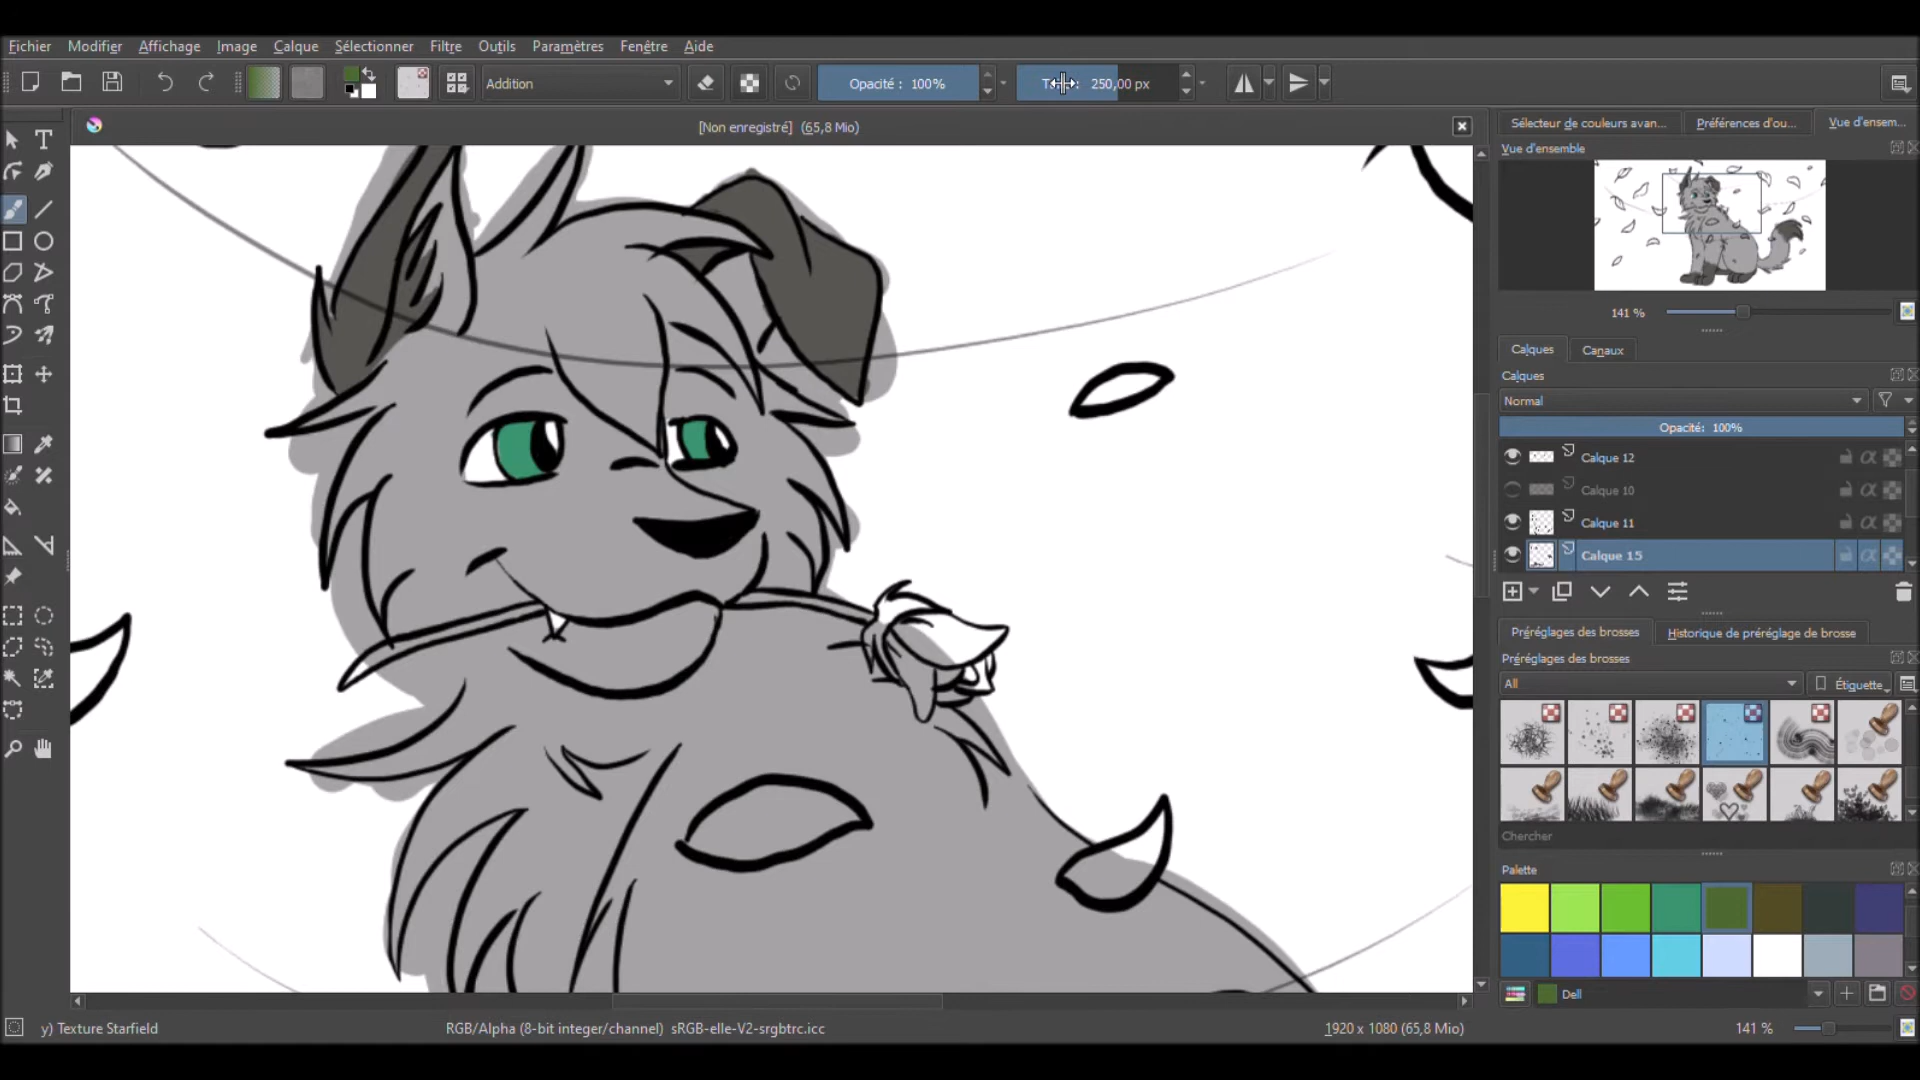 Fichier Modifier Affichage Image Calque Sélectionner Filtre Outils Paramètres Fenêtre Aide
Addition Opacité : 100% 250,00 px
[Non enregistré] (65,8 Mio)
Sélecteur de couleurs avan... Préférences d'ou... Vue d'ensem...
Vue d'ensemble
141 %
Calques Canaux
Calques
Normal
Opacité: 100%
Calque 12
Calque 10
Calque 11
Calque 15
Préréglages des brosses Historique de préréglage de brosse
Préréglages des brosses
All Étiquette
Chercher
Palette
Dell
y) Texture Starfield RGB/Alpha (8-bit integer/channel) sRGB-elle-V2-srgbtrc.icc 1920 x 1080 (65,8 Mio) 141 %